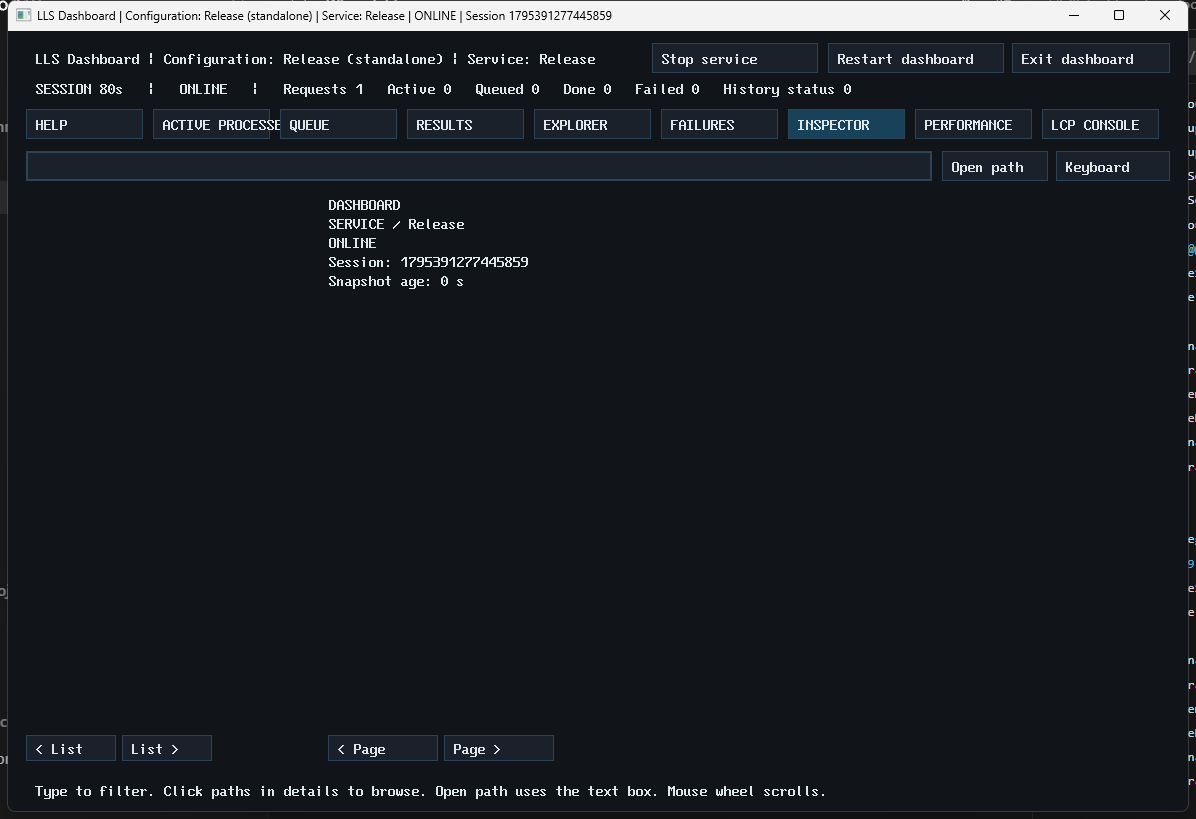 LLS Dashboard | Configuration: Release (standalone) | Service: Release | ONLINE | Session 1795391277445859
LLS Dashboard | Configuration: Release (standalone) | Service: Release
Stop service
Restart dashboard
Exit dashboard
SESSION 80s | ONLINE | Requests 1 Active 0 Queued 0 Done 0 Failed 0 History status 0
HELP
ACTIVE PROCESSE
QUEUE
RESULTS
EXPLORER
FAILURES
INSPECTOR
PERFORMANCE
LCP CONSOLE
Open path
Keyboard
DASHBOARD
SERVICE / Release
ONLINE
Session: 1795391277445859
Snapshot age: 0 s
< List
List >
< Page
Page >
Type to filter. Click paths in details to browse. Open path uses the text box. Mouse wheel scrolls.